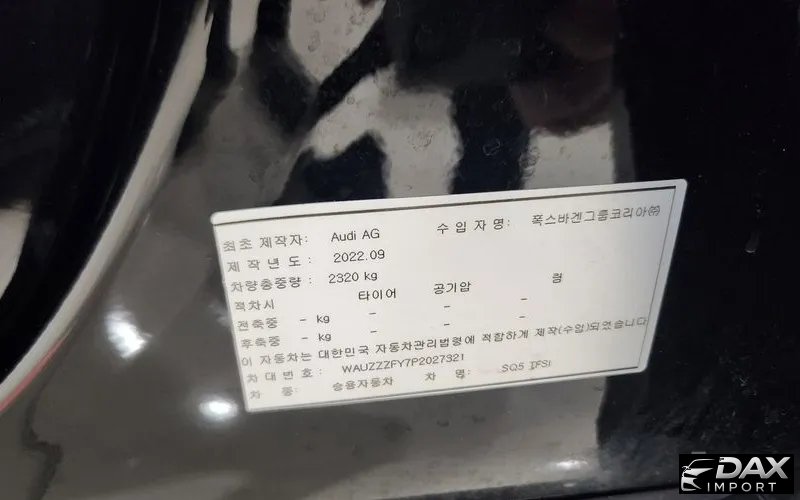 최초 제작자: Audi AG 수 입 자 명: 폭스바겐그룹코리아㈜
제 작 년 도 : 2022.09
차량총중량 : 2320 kg
적차시 타이어 공기압 림
전축중 - kg - - -
후축중 - kg - - -
이 자동차는 대한민국 자동차관리법령에 적합하게 제작(수입)되었습니다
차 대 번 호 : WAUZZZFY7P2027321
차 종: 승용자동차 차 명: SQ5 TFSI
DAX
IMPORT